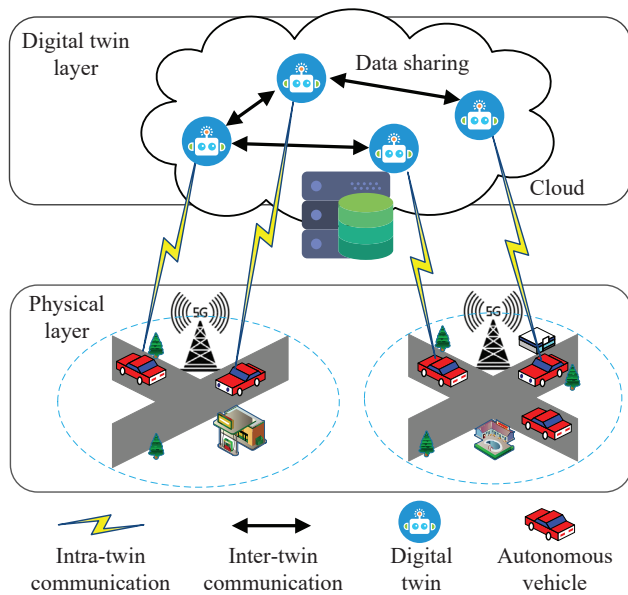 Digital twin
layer
Data sharing
Cloud
Physical
layer
5G
5G
Intra-twin
communication
Inter-twin
communication
Digital
twin
Autonomous
vehicle